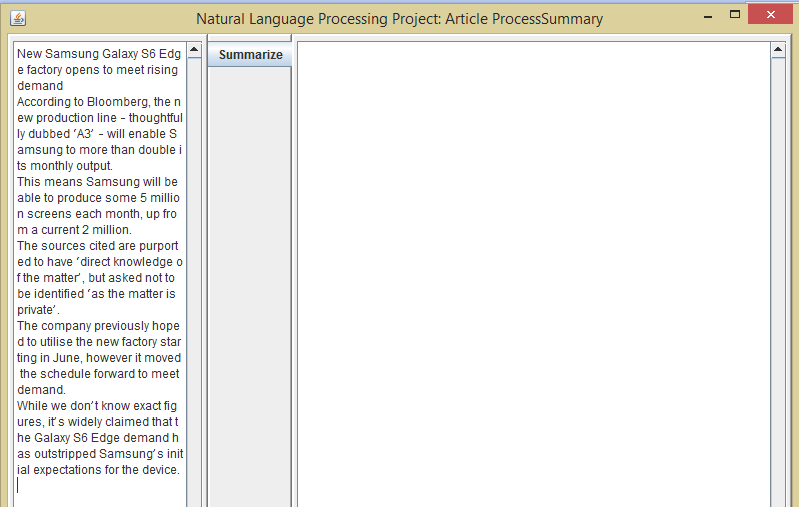 Natural Language Processing Project: Article ProcessSummary
New Samsung Galaxy S6 Edg
e factory opens to meet rising
demand
According to Bloomberg, the n
ew production line – thoughtful
ly dubbed ‘A3’ – will enable S
amsung to more than double i
ts monthly output.
This means Samsung will be
able to produce some 5 millio
n screens each month, up fro
m a current 2 million.
The sources cited are purport
ed to have ‘direct knowledge o
f the matter’, but asked not to
be identified ‘as the matter is
private’.
The company previously hope
d to utilise the new factory star
ting in June, however it moved
the schedule forward to meet
demand.
While we don’t know exact fig
ures, it’s widely claimed that t
he Galaxy S6 Edge demand h
as outstripped Samsung’s init
ial expectations for the device.
Summarize